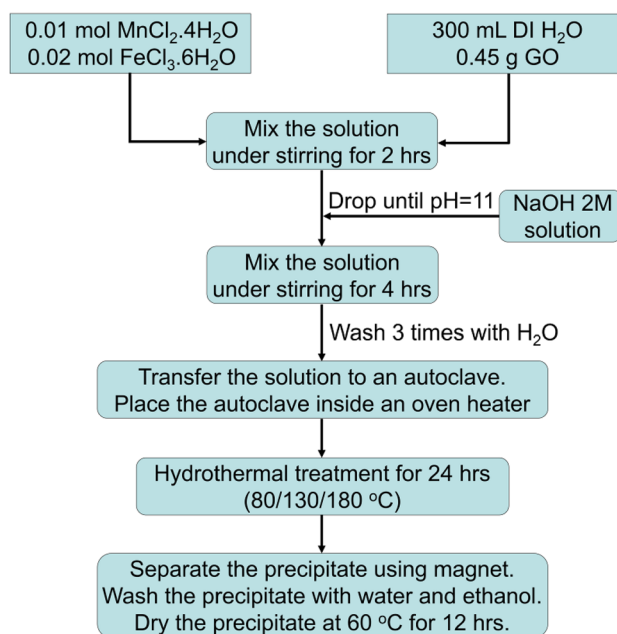 0.01 mol MnCl₂.4H₂O
0.02 mol FeCl₃.6H₂O
300 mL DI H₂O
0.45 g GO
Mix the solution
under stirring for 2 hrs
Drop until pH=11
NaOH 2M
solution
Mix the solution
under stirring for 4 hrs
Wash 3 times with H₂O
Transfer the solution to an autoclave.
Place the autoclave inside an oven heater
Hydrothermal treatment for 24 hrs
(80/130/180 ᵒC)
Separate the precipitate using magnet.
Wash the precipitate with water and ethanol.
Dry the precipitate at 60 ᵒC for 12 hrs.